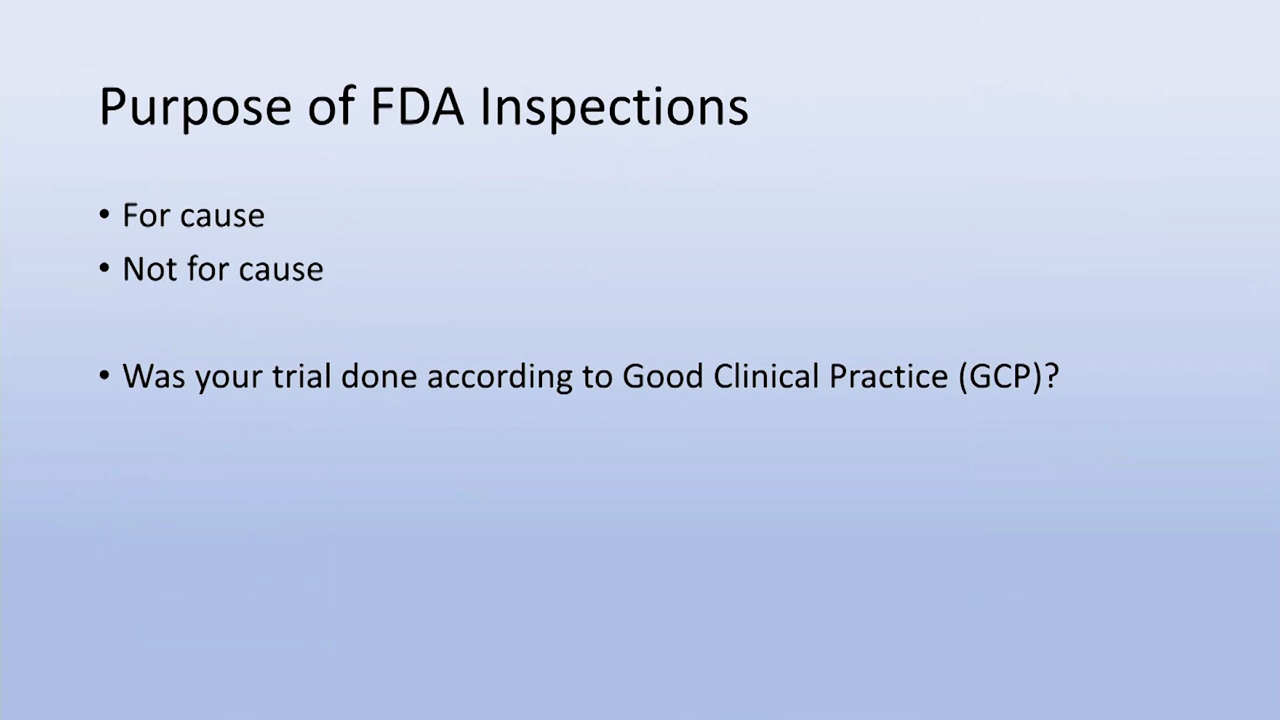 Purpose of FDA Inspections
• For cause
• Not for cause
• Was your trial done according to Good Clinical Practice (GCP)?